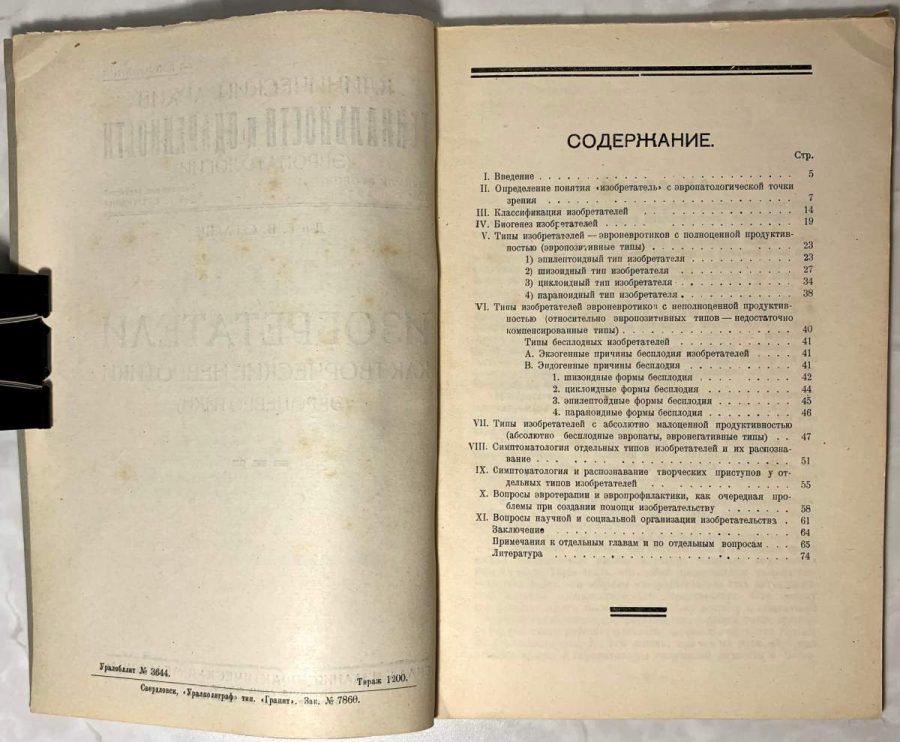 Уралобллит № 3644.
Тираж 1200.
Свердловск, «Уралполиграф» тип. «Гранит». Зак. № 7860.
СОДЕРЖАНИЕ.
Стр.
I. Введение . . . . . . . . . . 5
II. Определение понятия «изобретатель» с эвропатологической точки
зрения . . . . . . . . . . 7
III. Классификация изобретателей . . . . . . . . . . 14
IV. Биогенез изобретателей . . . . . . . . . . 19
V. Типы изобретателей — эвроневротиков с полноценной продуктив-
ностью (эвропозитивные типы) . . . . . . . . . . 23
1) эпилептоидный тип изобретателя . . . . . . . . . . 23
2) шизоидный тип изобретателя . . . . . . . . . . 27
3) циклоидный тип изобретателя . . . . . . . . . . 34
4) параноидный тип изобретателя . . . . . . . . . . 38
VI. Типы изобретателей эвроневротиков с неполноценной продуктив-
ностью (относительно эвропозитивных типов — недостаточно
компенсированные типы) . . . . . . . . . . 40
Типы бесплодных изобретателей . . . . . . . . . . 41
А. Экзогенные причины бесплодия изобретателей . . . . 41
В. Эндогенные причины бесплодия . . . . . . . . . . 41
1. шизоидные формы бесплодия . . . . . . . . . . 42
2. циклоидные формы бесплодия . . . . . . . . . . 44
3. эпилептойдные формы бесплодия . . . . . . . . . . 45
4. параноидные формы бесплодия . . . . . . . . . . 46
VII. Типы изобретателей с абсолютно малоценной продуктивностью
(абсолютно бесплодные эвропаты, эвронегативные типы) . . 47
VIII. Симптоматология отдельных типов изобретателей и их распозна-
вание . . . . . . . . . . 51
IX. Симптоматология и распознавание творческих приступов у от-
дельных типов изобретателей . . . . . . . . . . 55
X. Вопросы эвротерапии и эвропрофилактики, как очередная про-
блемы при создании помощи изобретательству . . . . . . . 58
XI. Вопросы научной и социальной организации изобретательства . 61
Заключение . . . . . . . . . . 64
Примечания к отдельным главам и по отдельным вопросам . . . 65
Литература . . . . . . . . . . 74